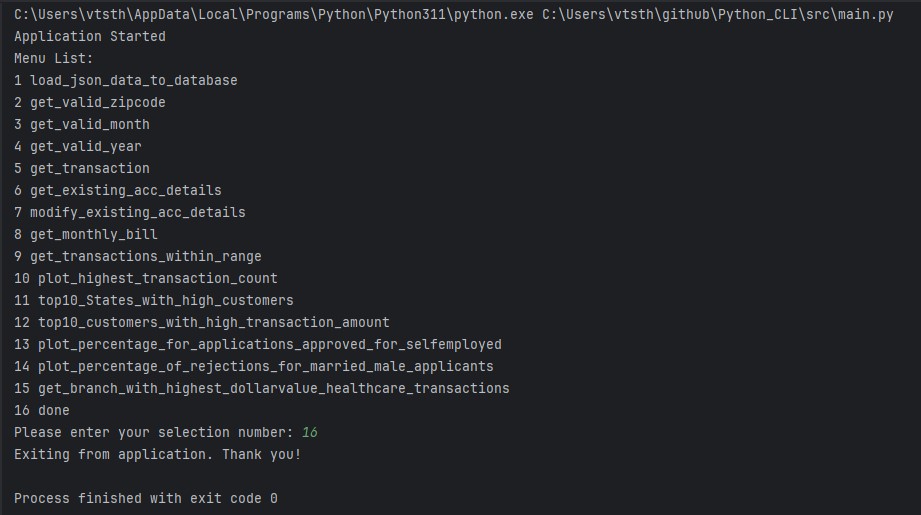 C:\Users\vtsth\AppData\Local\Programs\Python\Python311\python.exe C:\Users\vtsth\github\Python_CLI\src\main.py
Application Started
Menu List:
1 load_json_data_to_database
2 get_valid_zipcode
3 get_valid_month
4 get_valid_year
5 get_transaction
6 get_existing_acc_details
7 modify_existing_acc_details
8 get_monthly_bill
9 get_transactions_within_range
10 plot_highest_transaction_count
11 top10_States_with_high_customers
12 top10_customers_with_high_transaction_amount
13 plot_percentage_for_applications_approved_for_selfemployed
14 plot_percentage_of_rejections_for_married_male_applicants
15 get_branch_with_highest_dollarvalue_healthcare_transactions
16 done
Please enter your selection number: 16
Exiting from application. Thank you!
Process finished with exit code 0